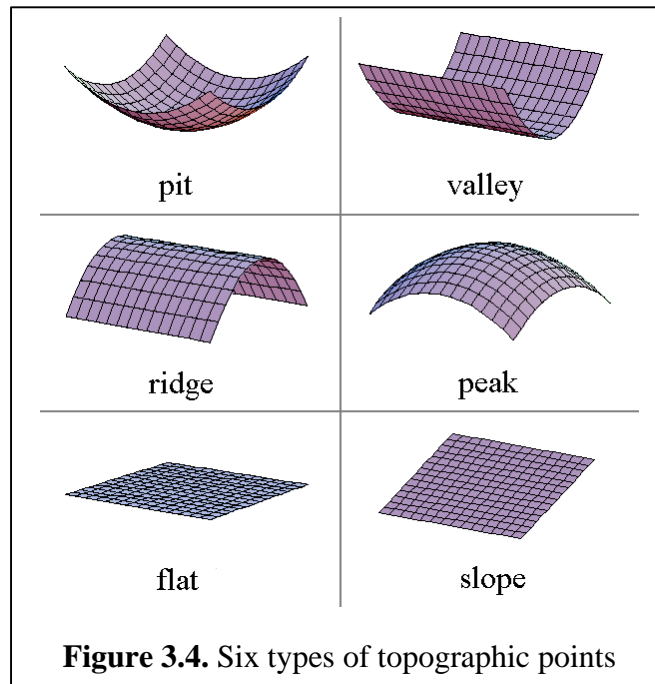 pit
valley
ridge
peak
flat
slope
Figure 3.4. Six types of topographic points